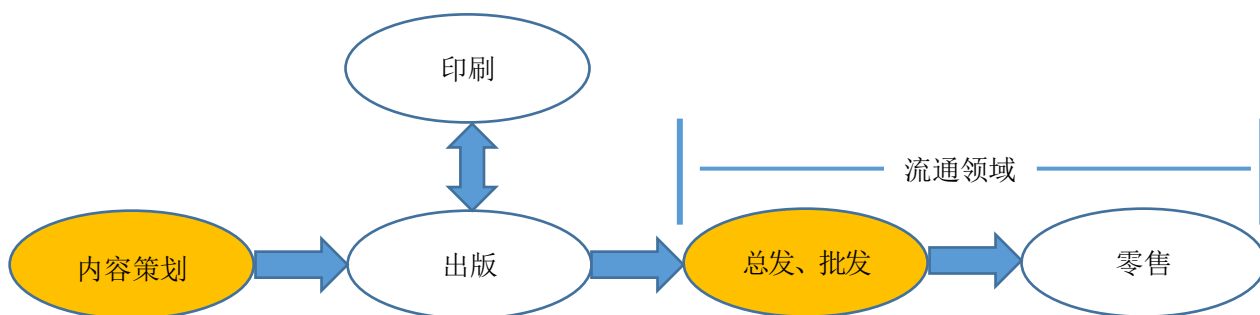 印刷
流通领域
内容策划
出版
总发、批发
零售